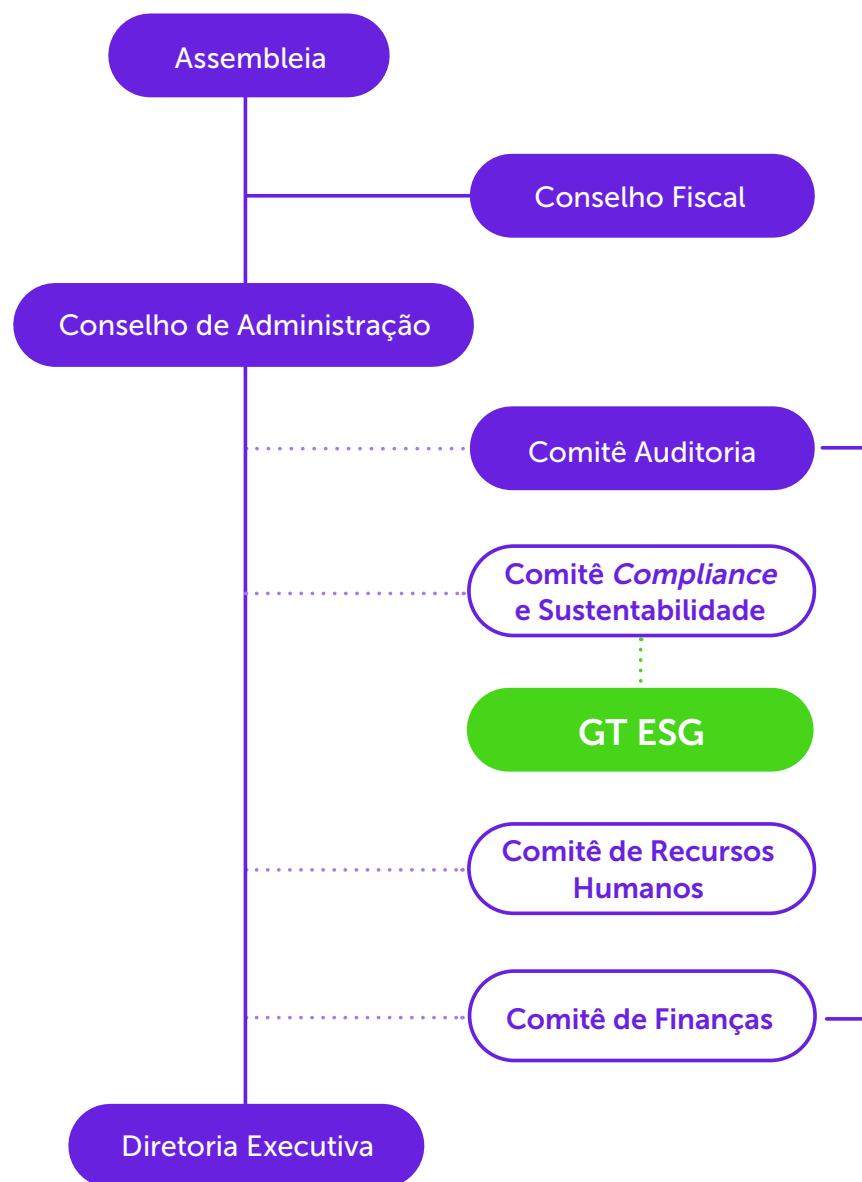 Assembleia
Conselho Fiscal
Conselho de Administração
Comitê Auditoria
Comitê Compliance
e Sustentabilidade
GT ESG
Comitê de Recursos
Humanos
Comitê de Finanças
Diretoria Executiva